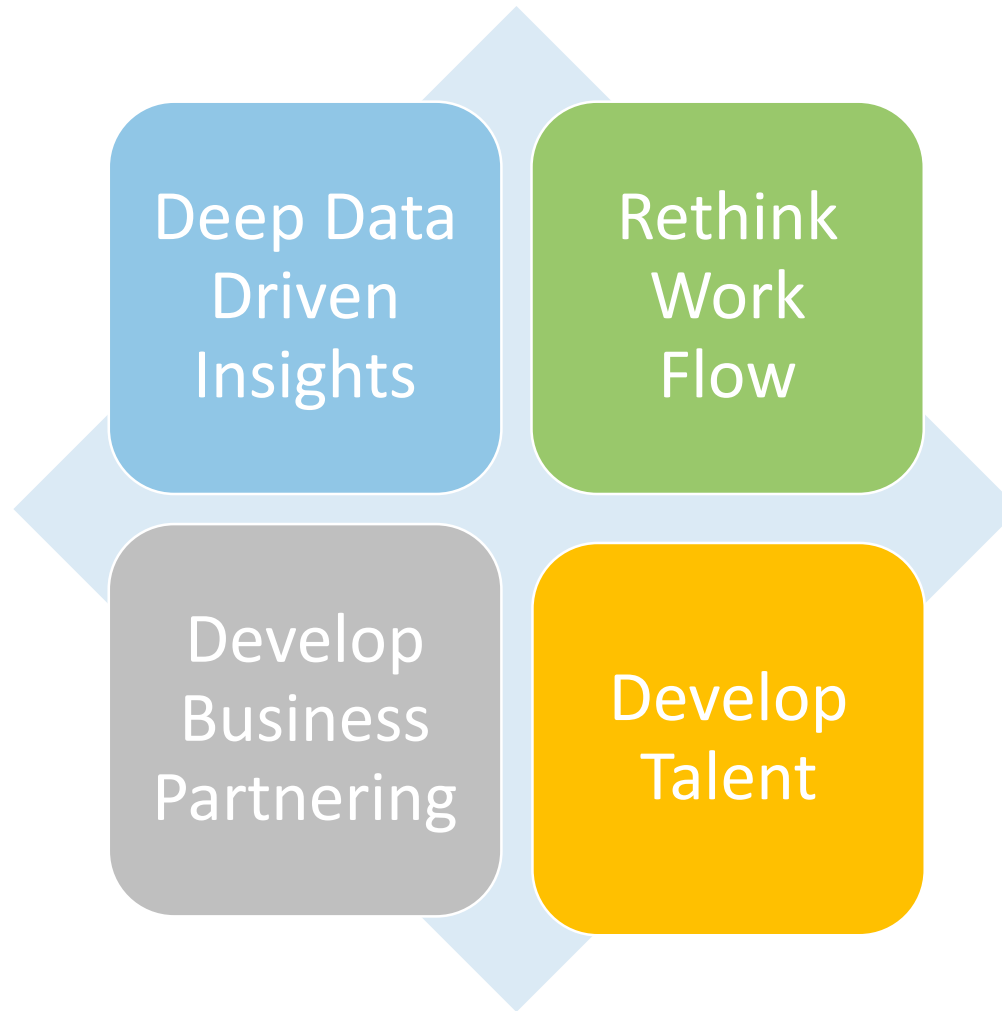 Deep Data
Driven
Insights
Rethink
Work
Flow
Develop
Business
Partnering
Develop
Talent